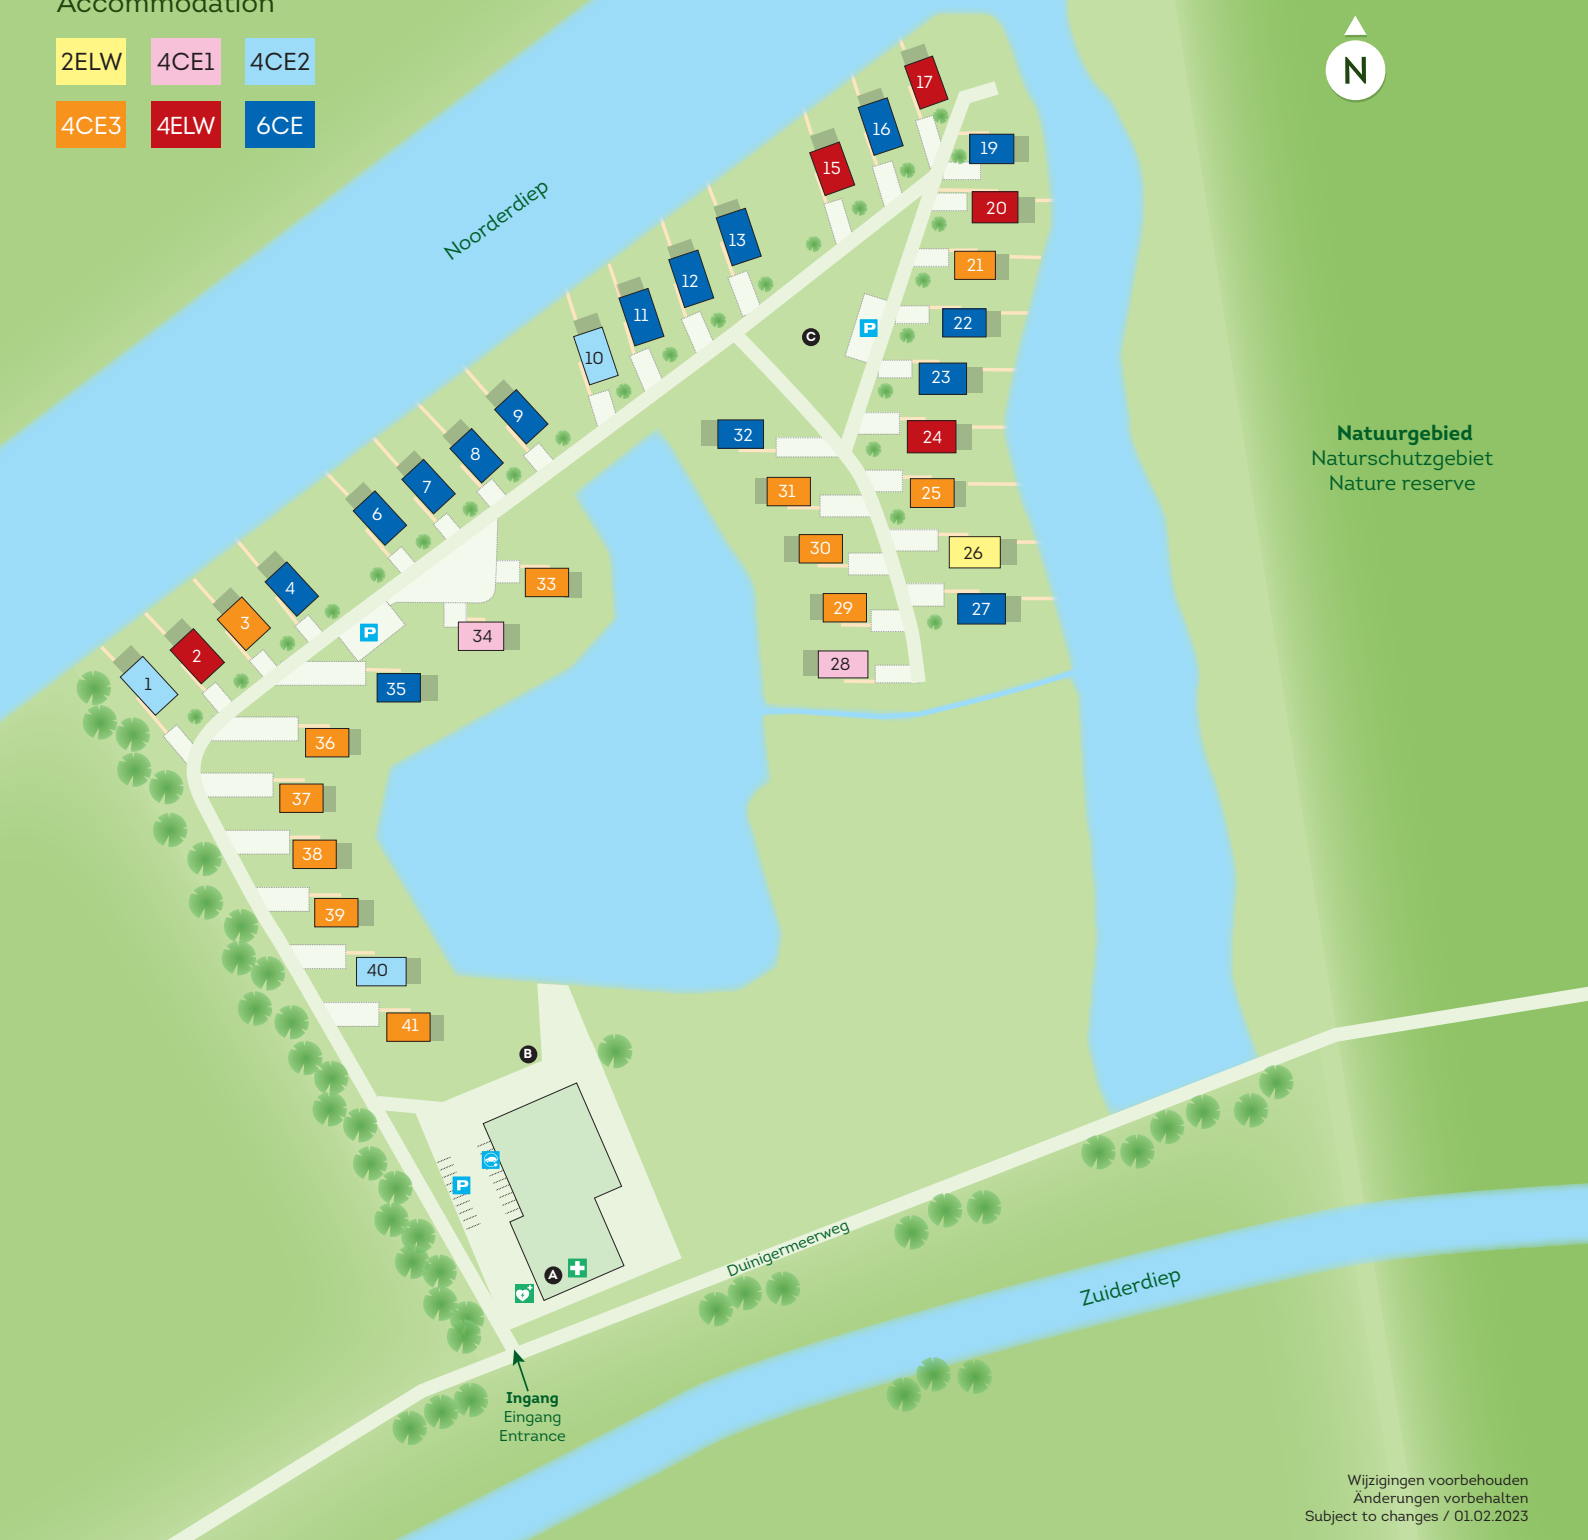 Accommodation
2ELW
4CE1
4CE2
4CE3
4ELW
6CE
N
Noorderdiep
17
16
15
19
20
13
12
11
10
21
22
P
C
23
9
8
7
6
32
24
31
25
30
26
4
3
2
1
33
P
34
29
27
28
35
36
37
38
39
40
41
Natuurgebied
Naturschutzgebiet
Nature reserve
B
P
A
Duinigermeerweg
Zuiderdiep
Ingang
Eingang
Entrance
Wijzigingen voorbehouden
Änderungen vorbehalten
Subject to changes / 01.02.2023